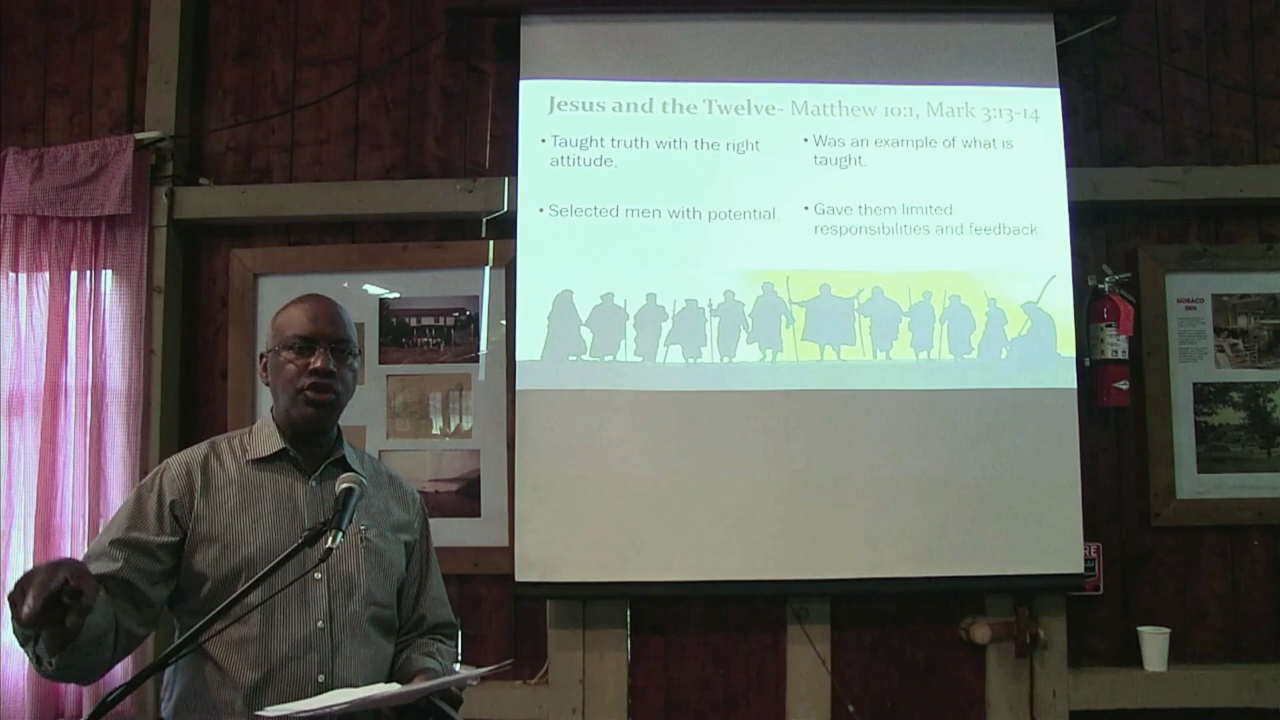 Jesus and the Twelve- Matthew 10:1, Mark 3:13-14
• Taught truth with the right
attitude.
• Selected men with potential.
• Was an example of what is
taught.
• Gave them limited
responsibilities and feedback
INN